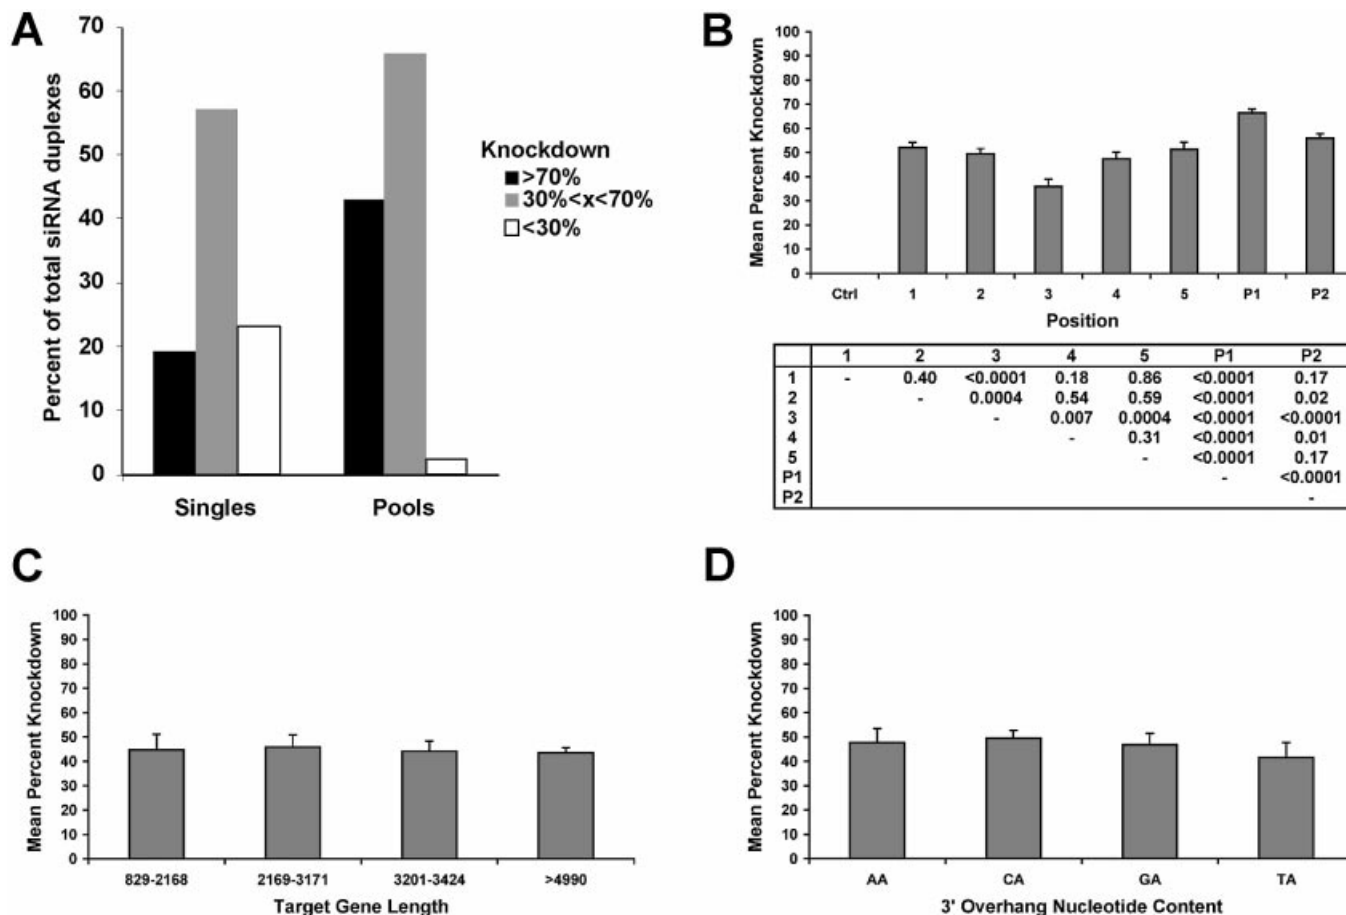 A
70
60
50
40
30
20
10
0
Percent of total siRNA duplexes
Singles Pools
Knockdown
>70%
30%<x<70%
<30%
B
100
90
80
70
60
50
40
30
20
10
0
Mean Percent Knockdown
Ctrl 1 2 3 4 5 P1 P2
Position
1 2 3 4 5 P1 P2
1 - 0.40 <0.0001 0.18 0.86 <0.0001 0.17
2 - 0.0004 0.54 0.59 <0.0001 0.02
3 - 0.007 0.0004 <0.0001 <0.0001
4 - 0.31 <0.0001 0.01
5 - <0.0001 0.17
P1 - <0.0001
P2 -
C
100
90
80
70
60
50
40
30
20
10
0
Mean Percent Knockdown
829-2168 2169-3171 3201-3424 >4990
Target Gene Length
D
100
90
80
70
60
50
40
30
20
10
0
Mean Percent Knockdown
AA CA GA TA
3' Overhang Nucleotide Content